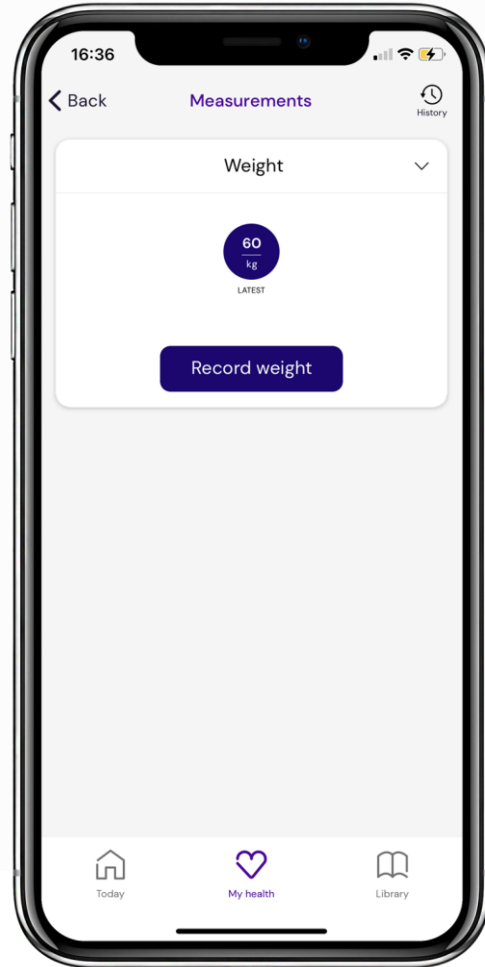 16:36
Back
Measurements
History
Weight
60
kg
LATEST
Record weight
Today
My health
Library